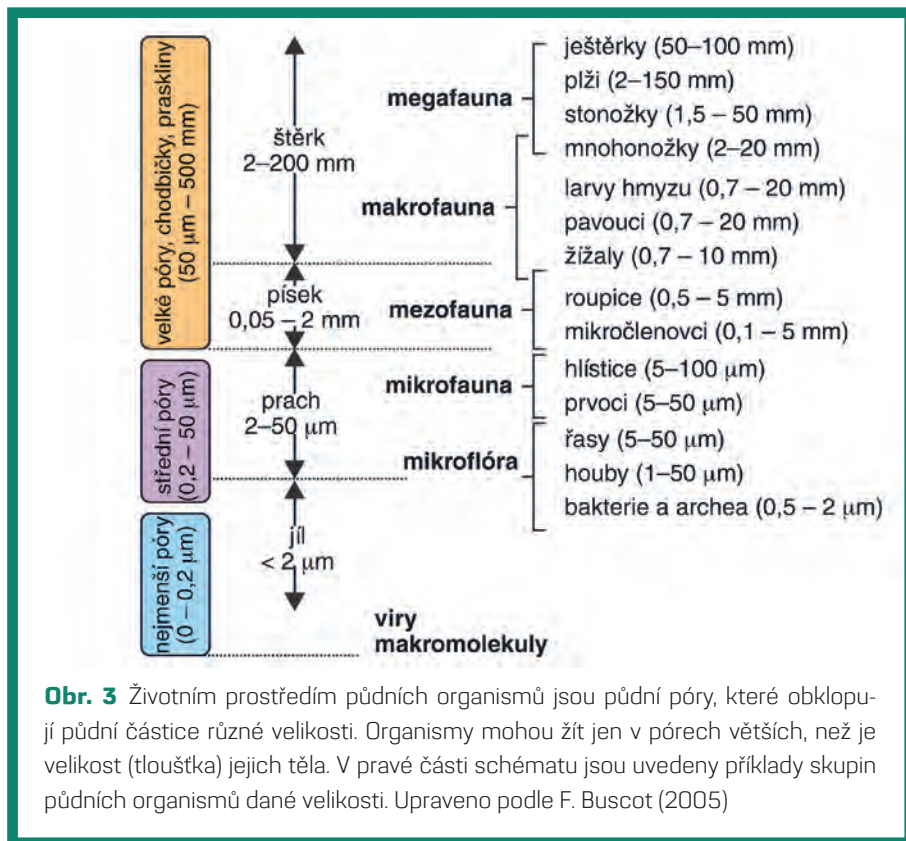 velké póry, chodbičky, praskliny
(50 μm – 500 mm)
střední póry
(0,2 – 50 μm)
nejmenší póry
(0 – 0,2 μm)
štěrk
2–200 mm
písek
0,05 – 2 mm
prach
2–50 μm
jíl
< 2 μm
megafauna
makrofauna
mezofauna
mikrofauna
mikroflóra
viry
makromolekuly
ještěrky (50–100 mm)
plži (2–150 mm)
stonožky (1,5 – 50 mm)
mnohonožky (2–20 mm)
larvy hmyzu (0,7 – 20 mm)
pavouci (0,7 – 20 mm)
žížaly (0,7 – 10 mm)
roupice (0,5 – 5 mm)
mikročlenovci (0,1 – 5 mm)
hlístice (5–100 μm)
prvoci (5–50 μm)
řasy (5–50 μm)
houby (1–50 μm)
bakterie a archea (0,5 – 2 μm)
Obr. 3 Životním prostředím půdních organismů jsou půdní póry, které obklopu-
jí půdní částice různé velikosti. Organismy mohou žít jen v pórech větších, než je
velikost (tloušťka) jejich těla. V pravé části schématu jsou uvedeny příklady skupin
půdních organismů dané velikosti. Upraveno podle F. Buscot (2005)